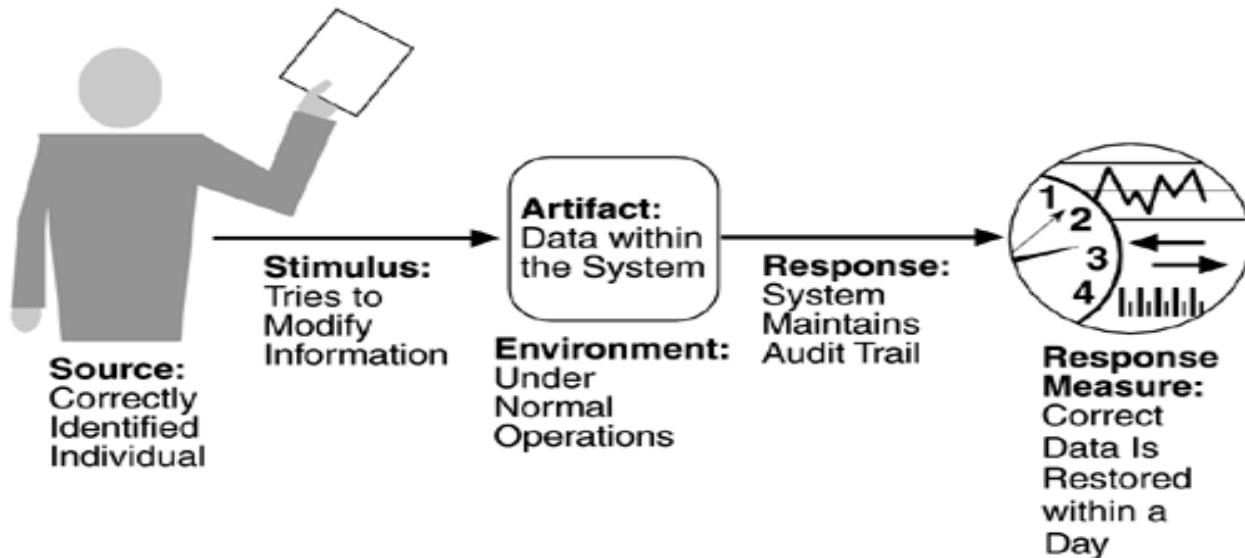 Source:
Correctly
Identified
Individual
Stimulus:
Tries to
Modify
Information
Artifact:
Data within
the System
Environment:
Under
Normal
Operations
Response:
System
Maintains
Audit Trail
1
2
3
4
Response
Measure:
Correct
Data Is
Restored
within a
Day